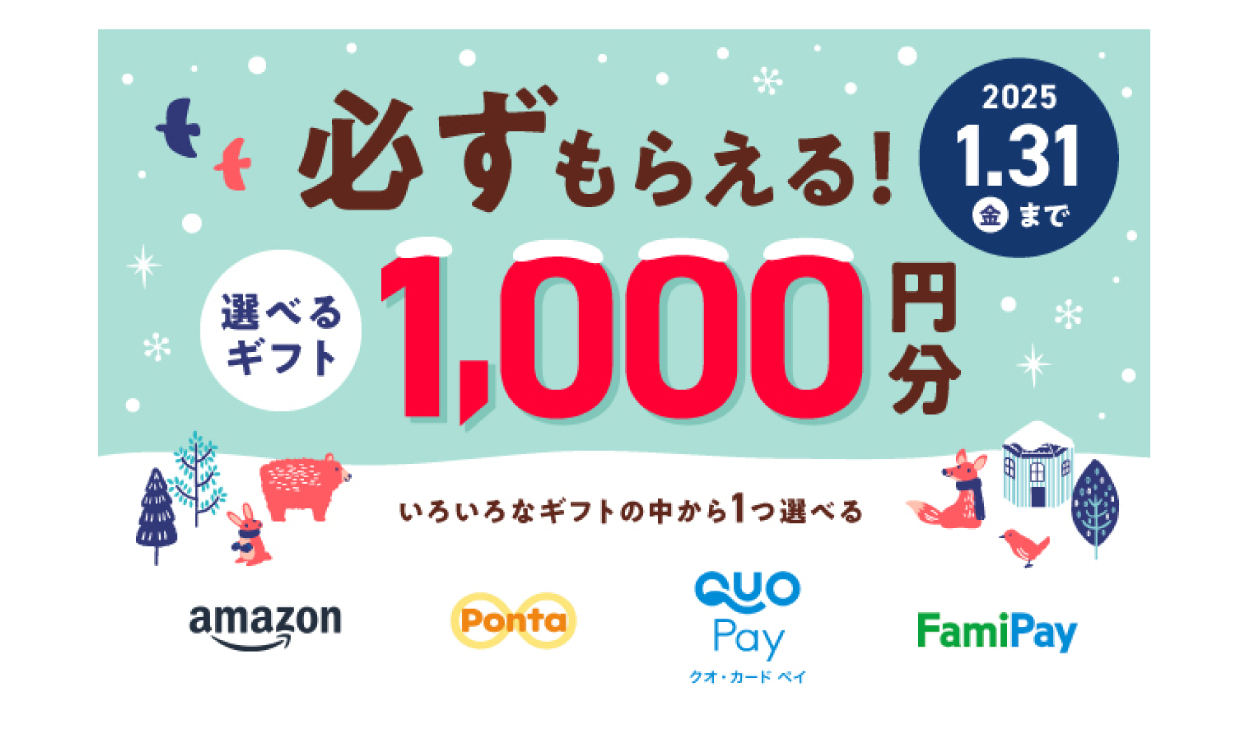 必ずもらえる!
2025
1.31
金 まで
選べる
ギフト
1,000円分
いろいろなギフトの中から1つ選べる
amazon
Ponta
QUO
Pay
クオ・カード ペイ
FamiPay